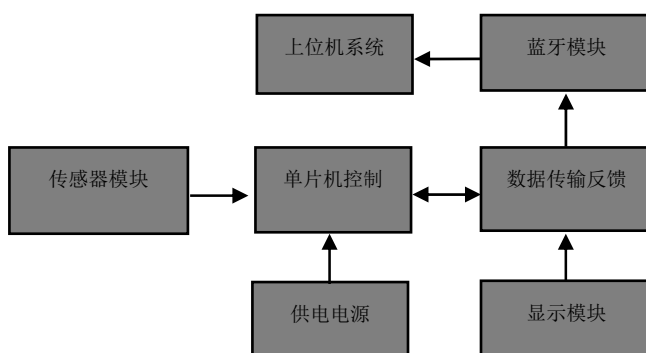 上位机系统
蓝牙模块
传感器模块
单片机控制
数据传输反馈
供电电源
显示模块